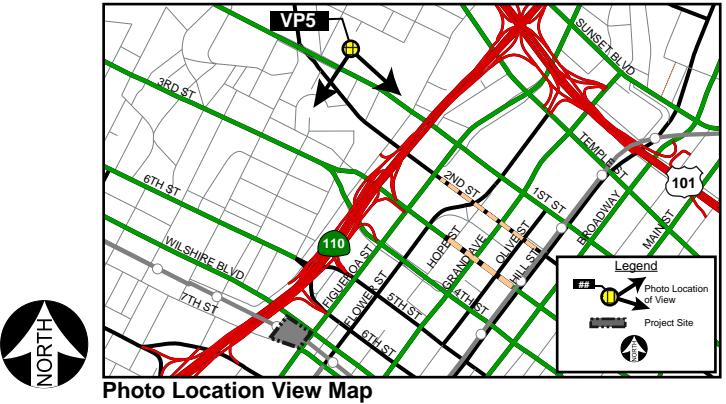 VP5
SUNSET BLVD
3RD ST
TEMPLE ST
101
2ND ST
6TH ST
1ST ST
BROADWAY
MAIN ST
110
WILSHIRE BLVD
HOPE ST
GRAND AVE
OLIVE ST
HILL ST
7TH ST
FIGUEROA ST
FLOWER ST
5TH ST
4TH ST
6TH ST
Legend
##
Photo Location
of View
Project Site
NORTH
NORTH
Photo Location View Map